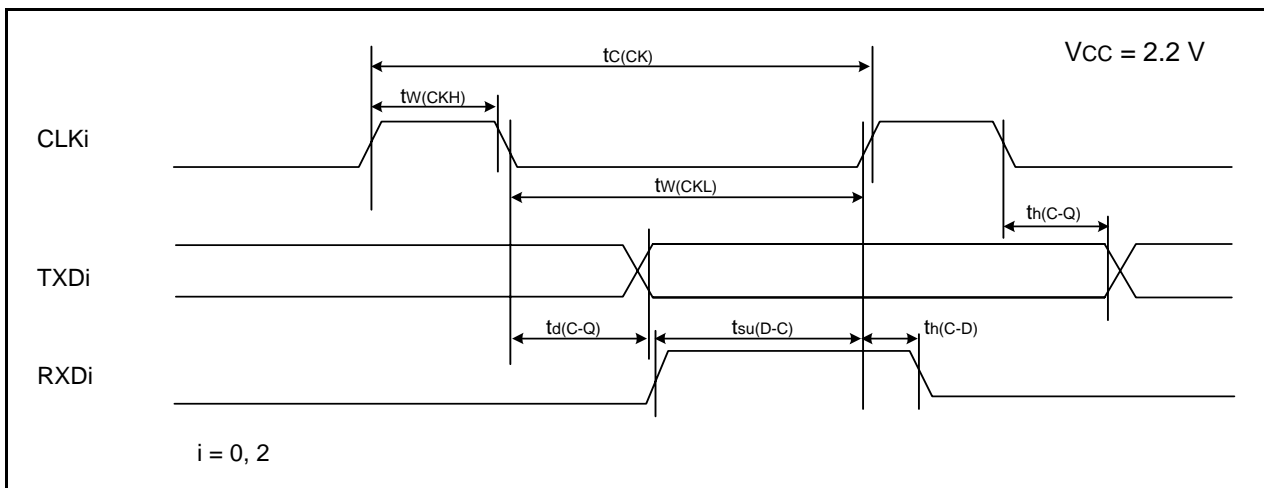 tC(CK)
VCC = 2.2 V
tW(CKH)
CLKi
tW(CKL)
th(C-Q)
TXDi
td(C-Q)
tsu(D-C)
th(C-D)
RXDi
i = 0, 2